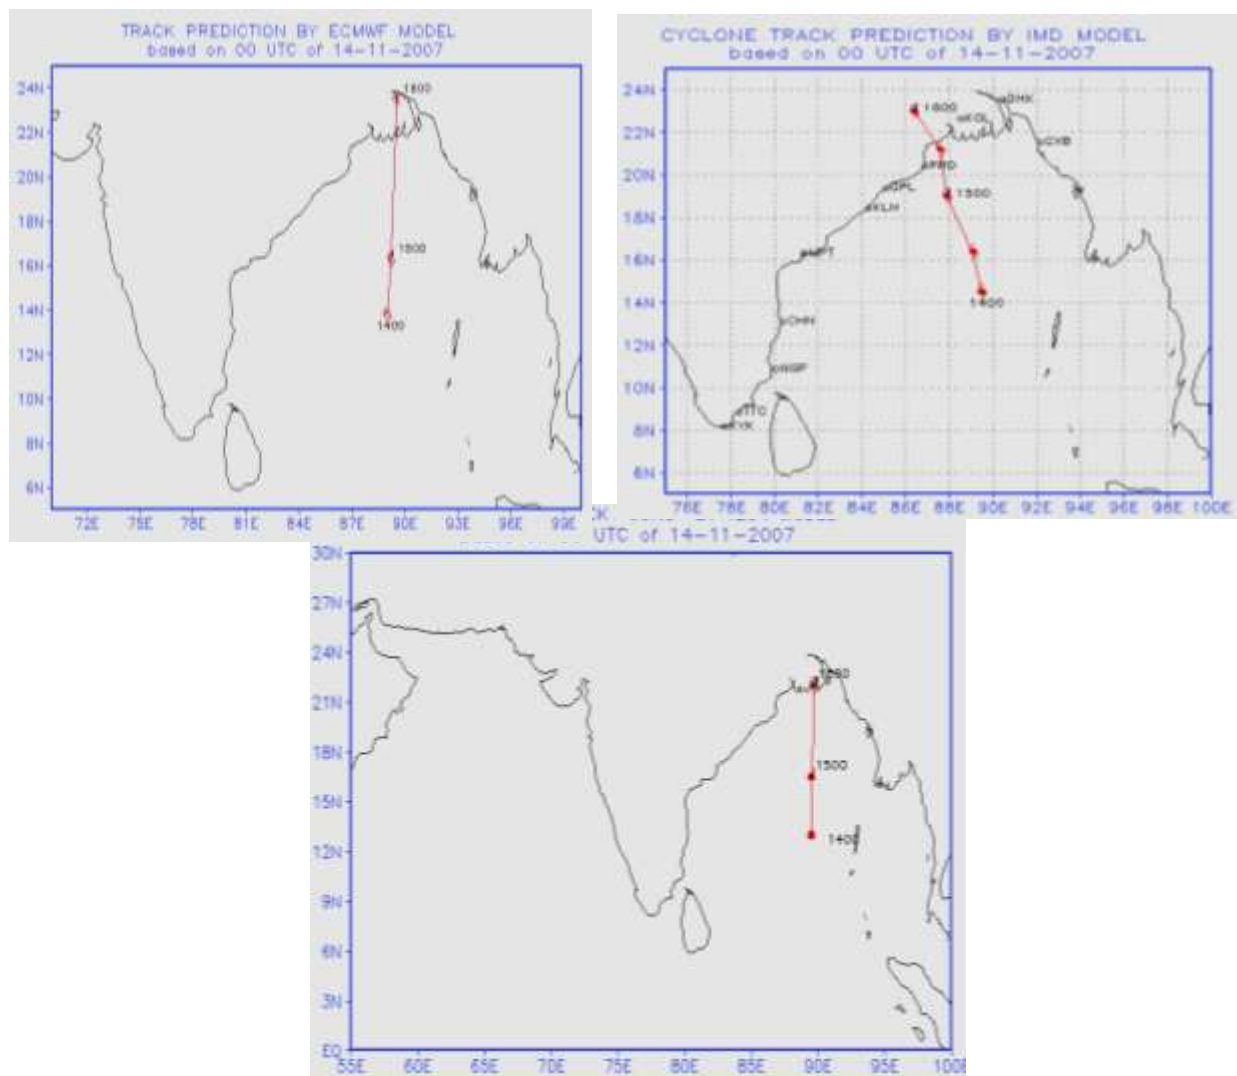 TRACK PREDICTION BY ECMWF MODEL
based on 00 UTC of 14-11-2007
24N
22N
20N
18N
16N
14N
12N
10N
8N
6N
72E
75E
78E
81E
84E
87E
90E
93E
96E
99E
1600
1500
1400
CYCLONE TRACK PREDICTION BY IMD MODEL
based on 00 UTC of 14-11-2007
24N
22N
20N
18N
16N
14N
12N
10N
8N
6N
76E
78E
80E
82E
84E
86E
88E
90E
92E
94E
96E
98E
100E
1600
DHK
KOL
CYB
PRD
1500
GPL
KLN
MPT
1400
CHN
NGP
TTC
KYK
UTC of 14-11-2007
30N
27N
24N
21N
18N
15N
12N
9N
6N
3N
EQ
55E
60E
65E
70E
75E
80E
85E
90E
95E
100E
1500
1400